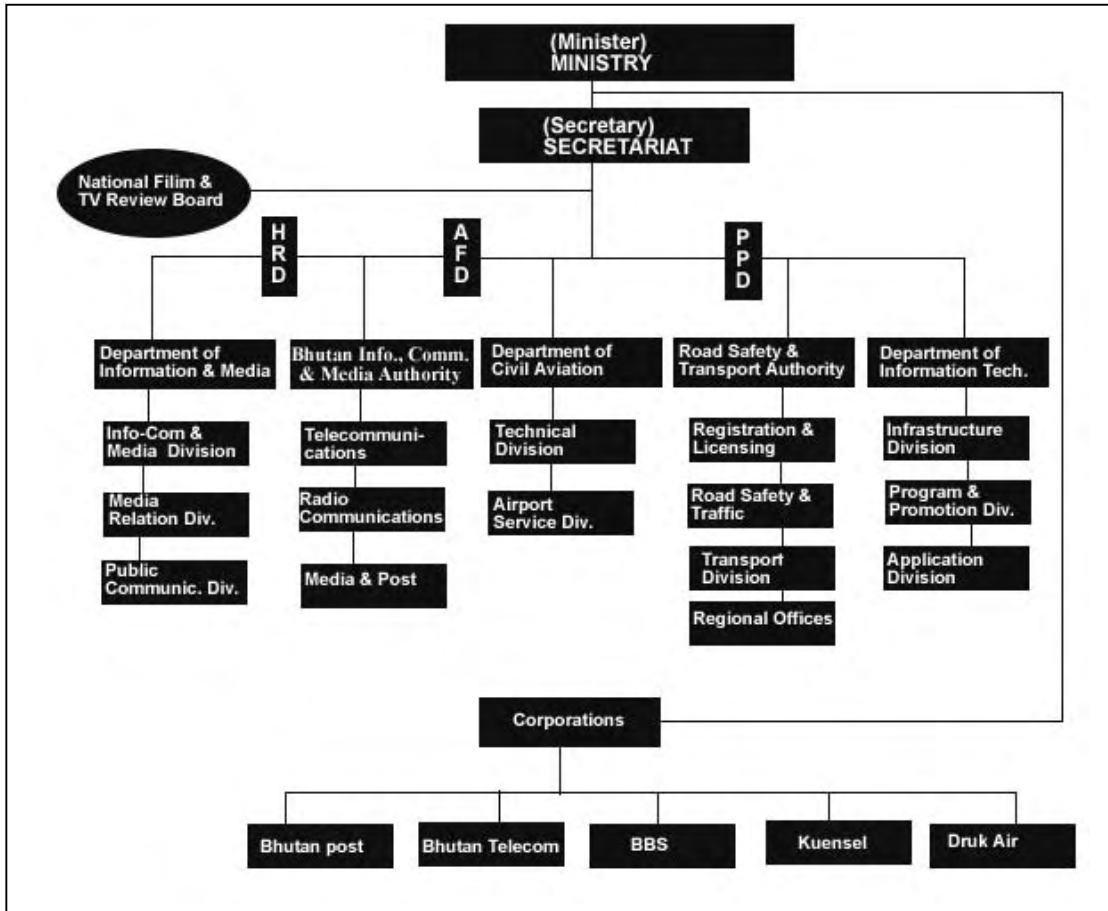 (Minister)
MINISTRY
(Secretary)
SECRETARIAT
National Filim &
TV Review Board
H
R
D
A
F
D
P
P
D
Department of
Information & Media
Bhutan Info., Comm.
& Media Authority
Department of
Civil Aviation
Road Safety &
Transport Authority
Department of
Information Tech.
Info-Com &
Media Division
Media
Relation Div.
Public
Communic. Div.
Telecommuni-
cations
Radio
Communications
Media & Post
Technical
Division
Airport
Service Div.
Registration &
Licensing
Road Safety &
Traffic
Transport
Division
Regional Offices
Infrastructure
Division
Program &
Promotion Div.
Application
Division
Corporations
Bhutan post
Bhutan Telecom
BBS
Kuensel
Druk Air